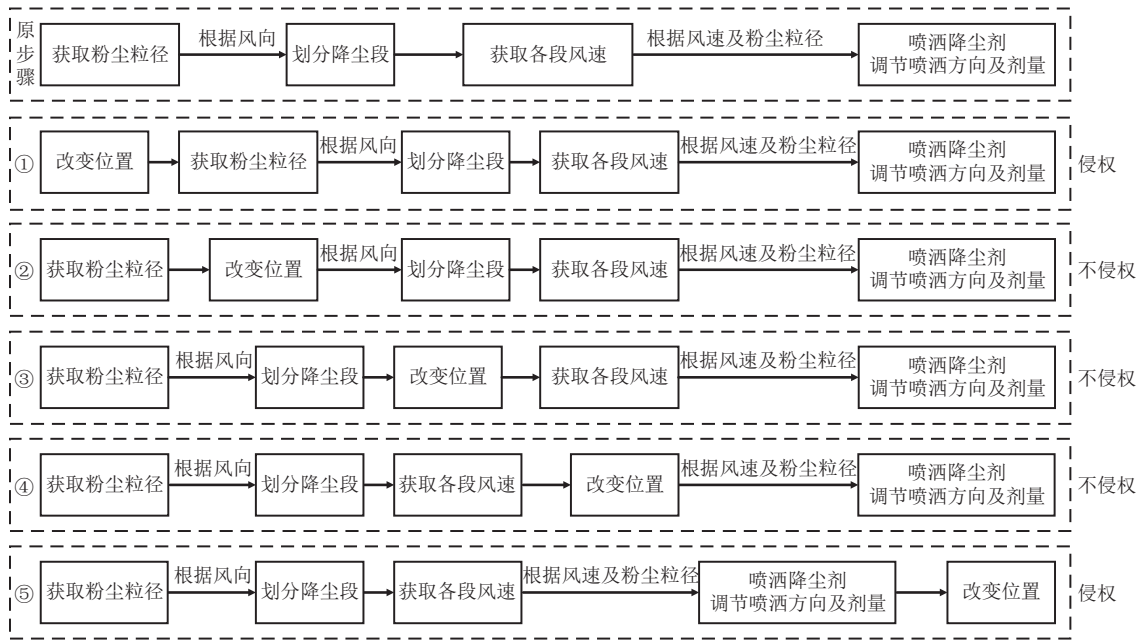 原步骤
获取粉尘粒径
根据风向
划分降尘段
获取各段风速
根据风速及粉尘粒径
喷洒降尘剂
调节喷洒方向及剂量
①
改变位置
获取粉尘粒径
根据风向
划分降尘段
获取各段风速
根据风速及粉尘粒径
喷洒降尘剂
调节喷洒方向及剂量
侵权
②
获取粉尘粒径
改变位置
根据风向
划分降尘段
获取各段风速
根据风速及粉尘粒径
喷洒降尘剂
调节喷洒方向及剂量
不侵权
③
获取粉尘粒径
根据风向
划分降尘段
改变位置
获取各段风速
根据风速及粉尘粒径
喷洒降尘剂
调节喷洒方向及剂量
不侵权
④
获取粉尘粒径
根据风向
划分降尘段
获取各段风速
改变位置
根据风速及粉尘粒径
喷洒降尘剂
调节喷洒方向及剂量
不侵权
⑤
获取粉尘粒径
根据风向
划分降尘段
获取各段风速
根据风速及粉尘粒径
喷洒降尘剂
调节喷洒方向及剂量
改变位置
侵权